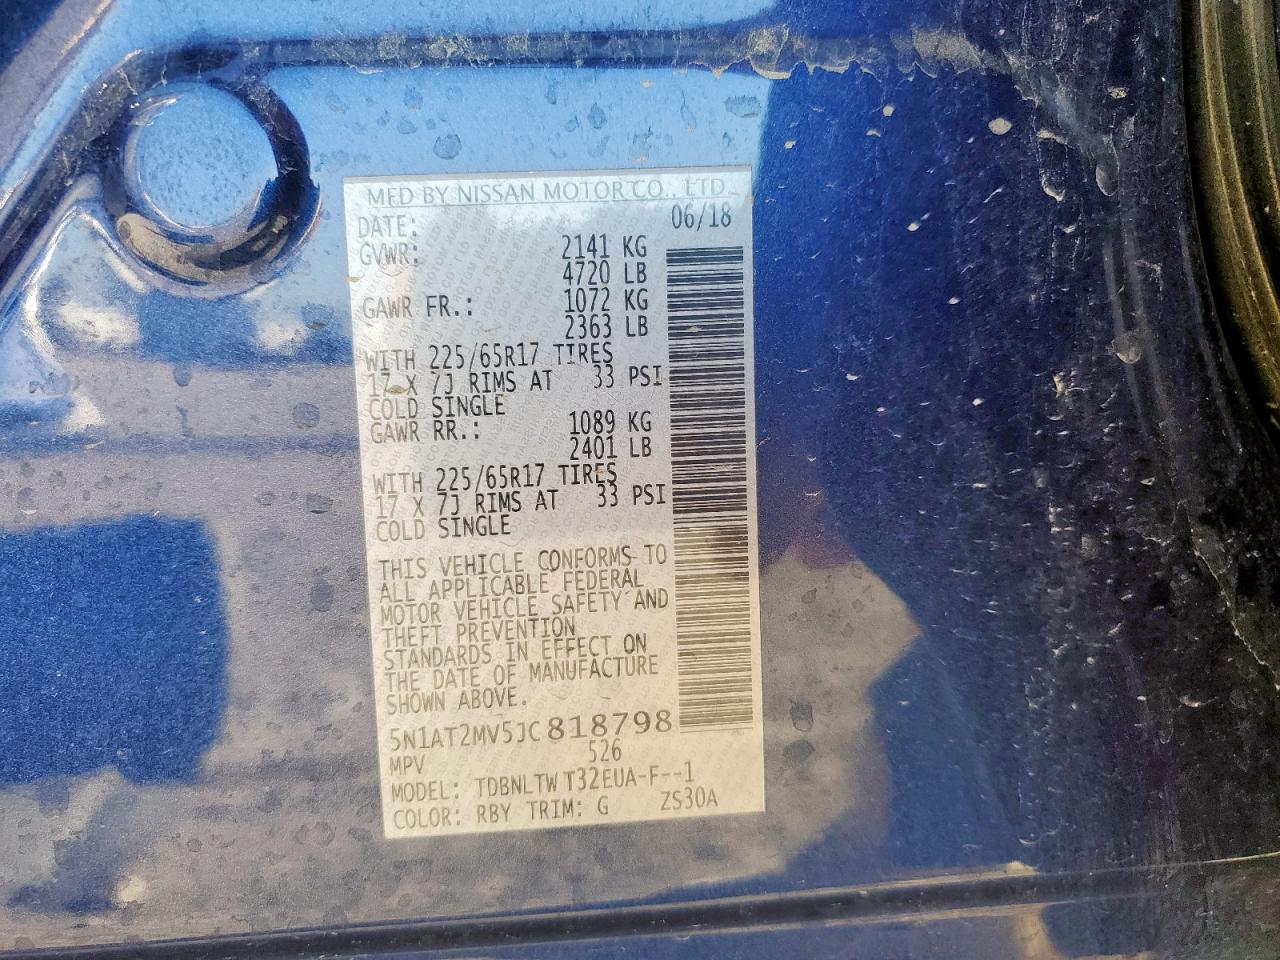 MFD BY NISSAN MOTOR CO., LTD.
DATE: 06/18
GVWR: 2141 KG
4720 LB
GAWR FR.: 1072 KG
2363 LB
WITH 225/65R17 TIRES
17 X 7J RIMS AT 33 PSI
COLD SINGLE
GAWR RR.: 1089 KG
2401 LB
WITH 225/65R17 TIRES
17 X 7J RIMS AT 33 PSI
COLD SINGLE
THIS VEHICLE CONFORMS TO
ALL APPLICABLE FEDERAL
MOTOR VEHICLE SAFETY AND
THEFT PREVENTION
STANDARDS IN EFFECT ON
THE DATE OF MANUFACTURE
SHOWN ABOVE.
5N1AT2MV5JC818798
MPV 526
MODEL: TDBNLTW T32EUA-F--1
COLOR: RBY TRIM: G ZS30A